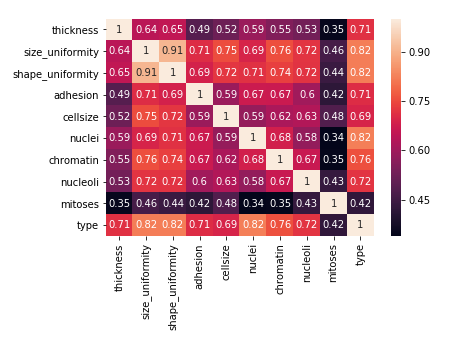 thickness 1 0.64 0.65 0.49 0.52 0.59 0.55 0.53 0.35 0.71
size_uniformity 0.64 1 0.91 0.71 0.75 0.69 0.76 0.72 0.46 0.82
shape_uniformity 0.65 0.91 1 0.69 0.72 0.71 0.74 0.72 0.44 0.82
adhesion 0.49 0.71 0.69 1 0.59 0.67 0.67 0.6 0.42 0.71
cellsize 0.52 0.75 0.72 0.59 1 0.59 0.62 0.63 0.48 0.69
nuclei 0.59 0.69 0.71 0.67 0.59 1 0.68 0.58 0.34 0.82
chromatin 0.55 0.76 0.74 0.67 0.62 0.68 1 0.67 0.35 0.76
nucleoli 0.53 0.72 0.72 0.6 0.63 0.58 0.67 1 0.43 0.72
mitoses 0.35 0.46 0.44 0.42 0.48 0.34 0.35 0.43 1 0.42
type 0.71 0.82 0.82 0.71 0.69 0.82 0.76 0.72 0.42 1
thickness
size_uniformity
shape_uniformity
adhesion
cellsize
nuclei
chromatin
nucleoli
mitoses
type
0.90
0.75
0.60
0.45